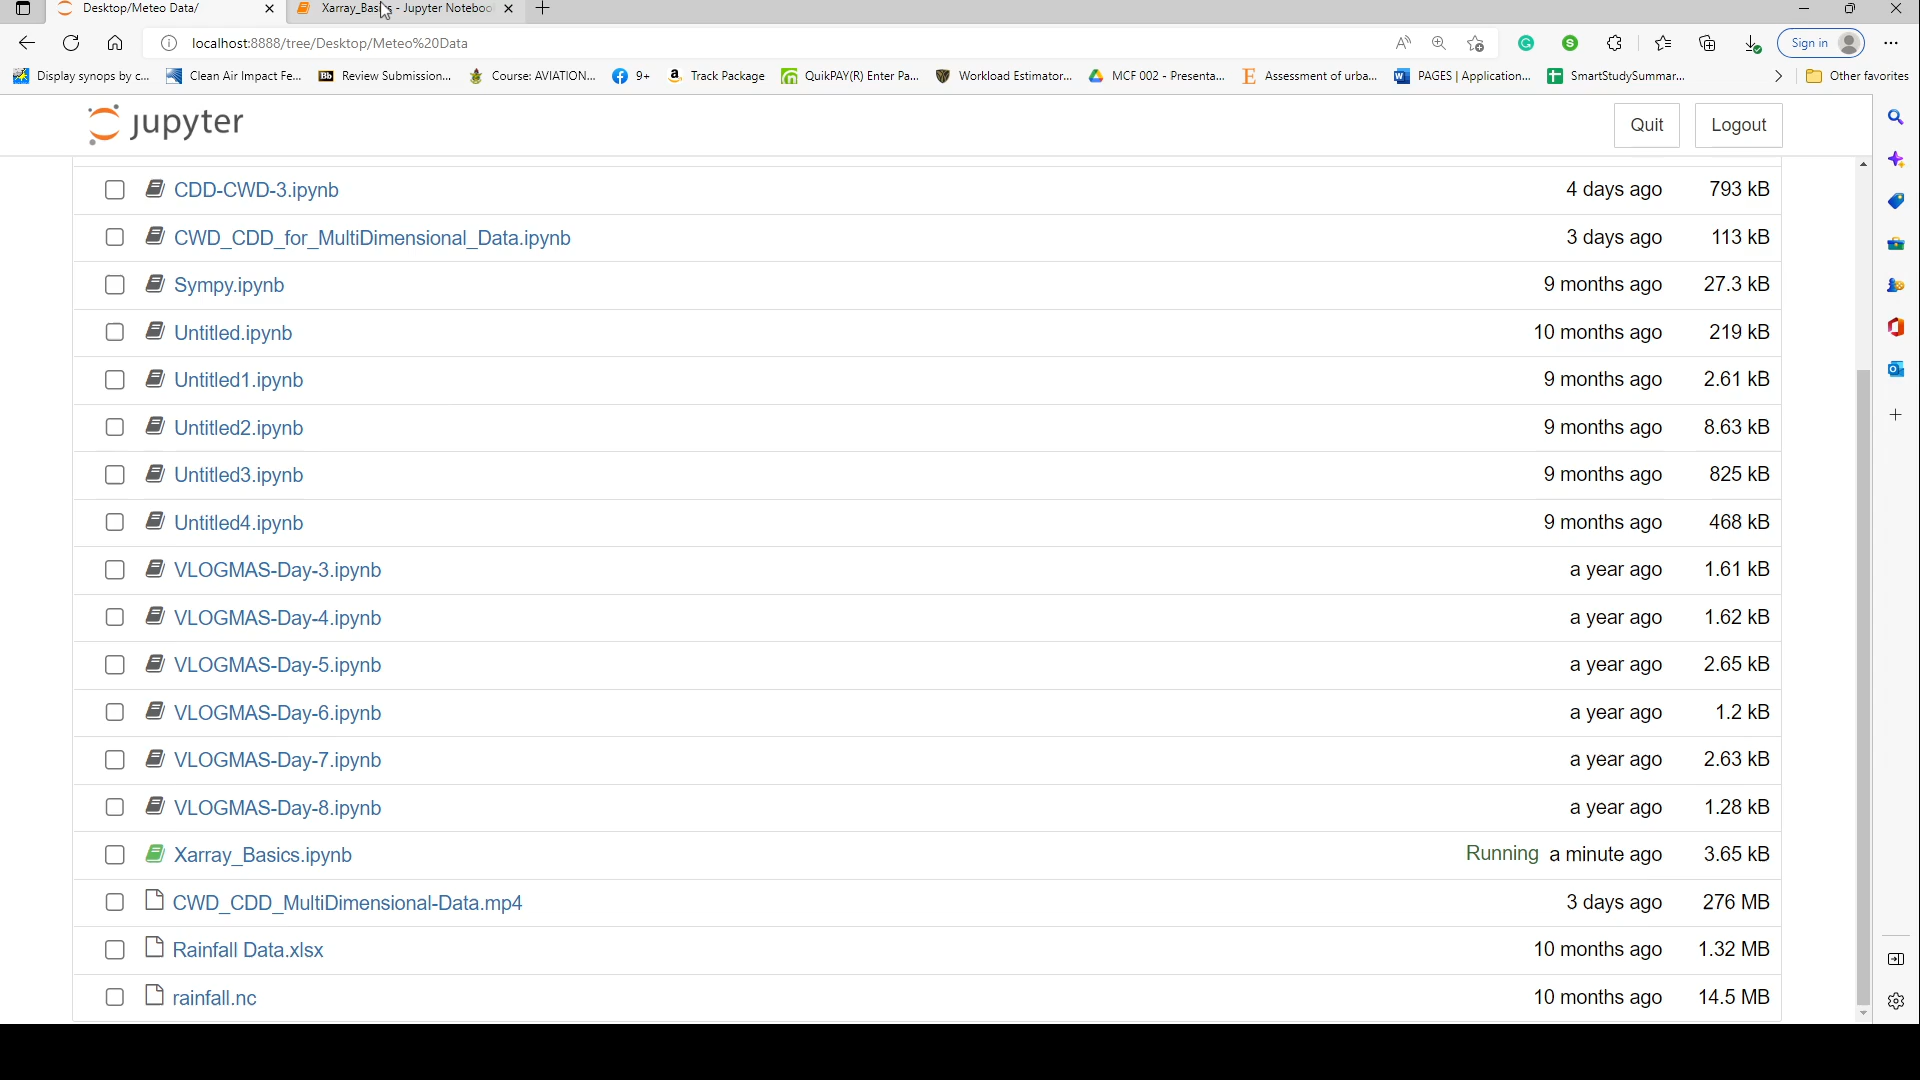 Desktop/Meteo Data/
Xarray_Basics - Jupyter Noteboo
localhost:8888/tree/Desktop/Meteo%20Data
Sign in
Display synops by c...
Clean Air Impact Fe...
Bb Review Submission...
Course: AVIATION...
9+
Track Package
QuikPAY(R) Enter Pa...
Workload Estimator...
MCF 002 - Presenta...
Assessment of urba...
PAGES | Application...
SmartStudySummar...
Other favorites
jupyter
Quit
Logout
CDD-CWD-3.ipynb 4 days ago 793 kB
CWD_CDD_for_MultiDimensional_Data.ipynb 3 days ago 113 kB
Sympy.ipynb 9 months ago 27.3 kB
Untitled.ipynb 10 months ago 219 kB
Untitled1.ipynb 9 months ago 2.61 kB
Untitled2.ipynb 9 months ago 8.63 kB
Untitled3.ipynb 9 months ago 825 kB
Untitled4.ipynb 9 months ago 468 kB
VLOGMAS-Day-3.ipynb a year ago 1.61 kB
VLOGMAS-Day-4.ipynb a year ago 1.62 kB
VLOGMAS-Day-5.ipynb a year ago 2.65 kB
VLOGMAS-Day-6.ipynb a year ago 1.2 kB
VLOGMAS-Day-7.ipynb a year ago 2.63 kB
VLOGMAS-Day-8.ipynb a year ago 1.28 kB
Xarray_Basics.ipynb Running a minute ago 3.65 kB
CWD_CDD_MultiDimensional-Data.mp4 3 days ago 276 MB
Rainfall Data.xlsx 10 months ago 1.32 MB
rainfall.nc 10 months ago 14.5 MB